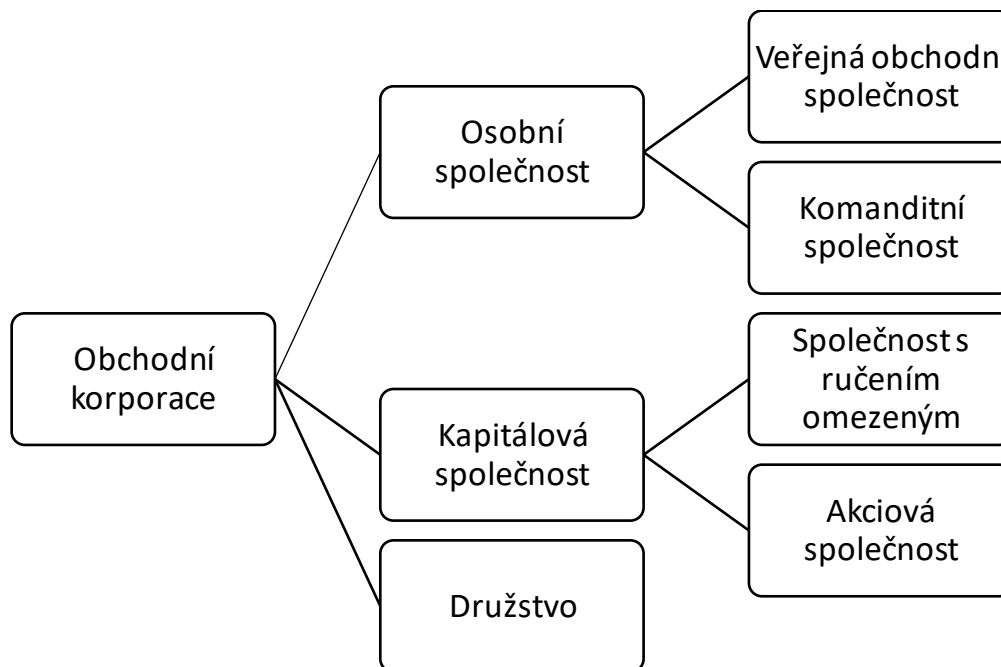 Obchodní
korporace
Osobní
společnost
Veřejná obchodn
společnost
Komanditní
společnost
Kapitálová
společnost
Společnost s
ručením
omezeným
Akciová
společnost
Družstvo